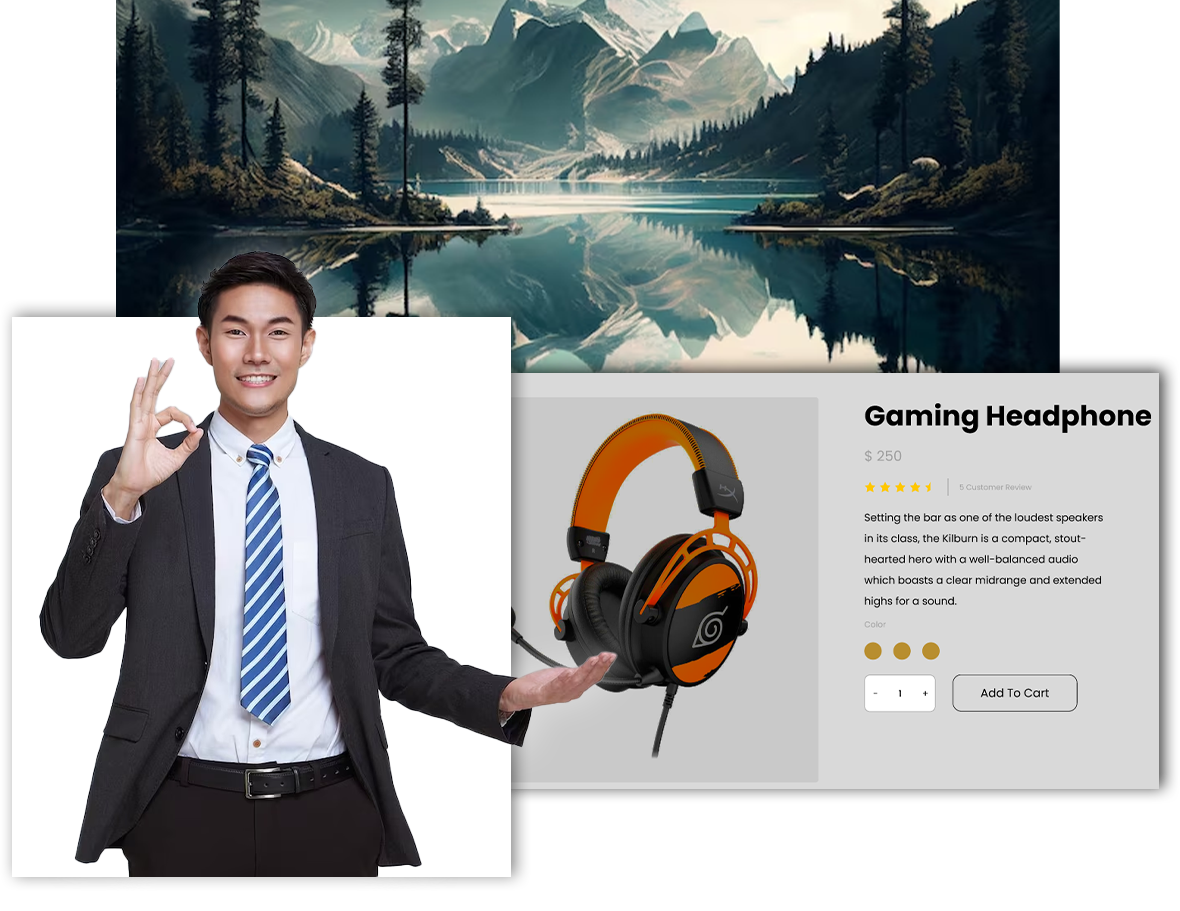 Gaming Headphone
$ 250
5 Customer Review
Setting the bar as one of the loudest speakers
in its class, the Kilburn is a compact, stout-
hearted hero with a well-balanced audio
which boasts a clear midrange and extended
highs for a sound.
Color
- 1 + Add To Cart